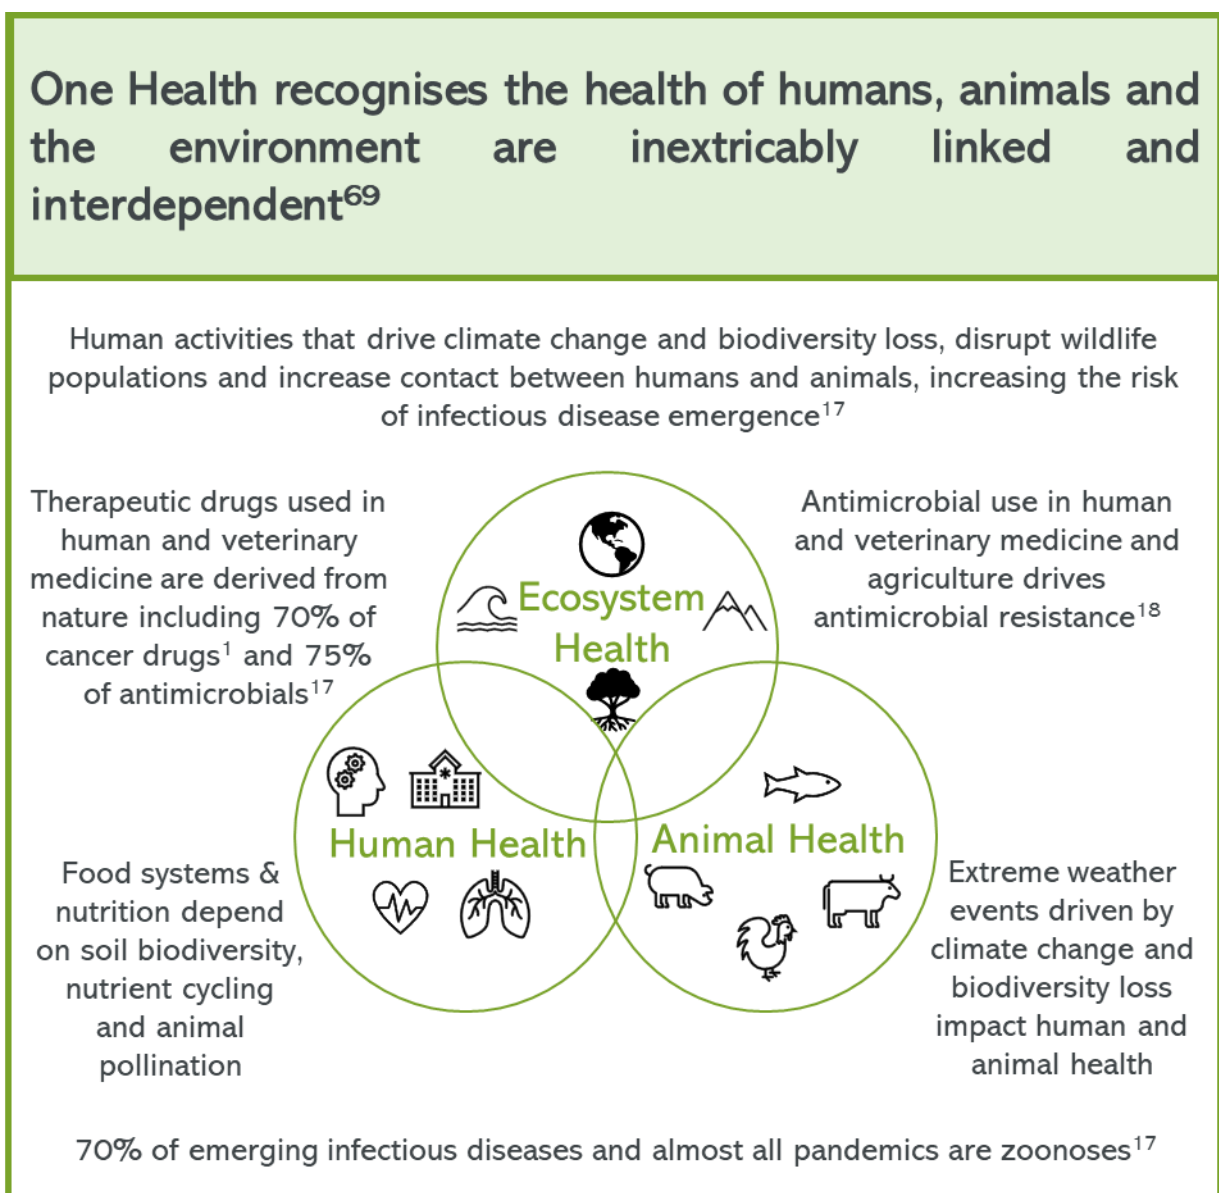 One Health recognises the health of humans, animals and
the environment are inextricably linked and
interdependent⁶⁹
Human activities that drive climate change and biodiversity loss, disrupt wildlife
populations and increase contact between humans and animals, increasing the risk
of infectious disease emergence¹⁷
Therapeutic drugs used in
human and veterinary
medicine are derived from
nature including 70% of
cancer drugs¹ and 75%
of antimicrobials¹⁷
Antimicrobial use in human
and veterinary medicine and
agriculture drives
antimicrobial resistance¹⁸
Ecosystem
Health
Human Health
Animal Health
Food systems &
nutrition depend
on soil biodiversity,
nutrient cycling
and animal
pollination
Extreme weather
events driven by
climate change and
biodiversity loss
impact human and
animal health
70% of emerging infectious diseases and almost all pandemics are zoonoses¹⁷